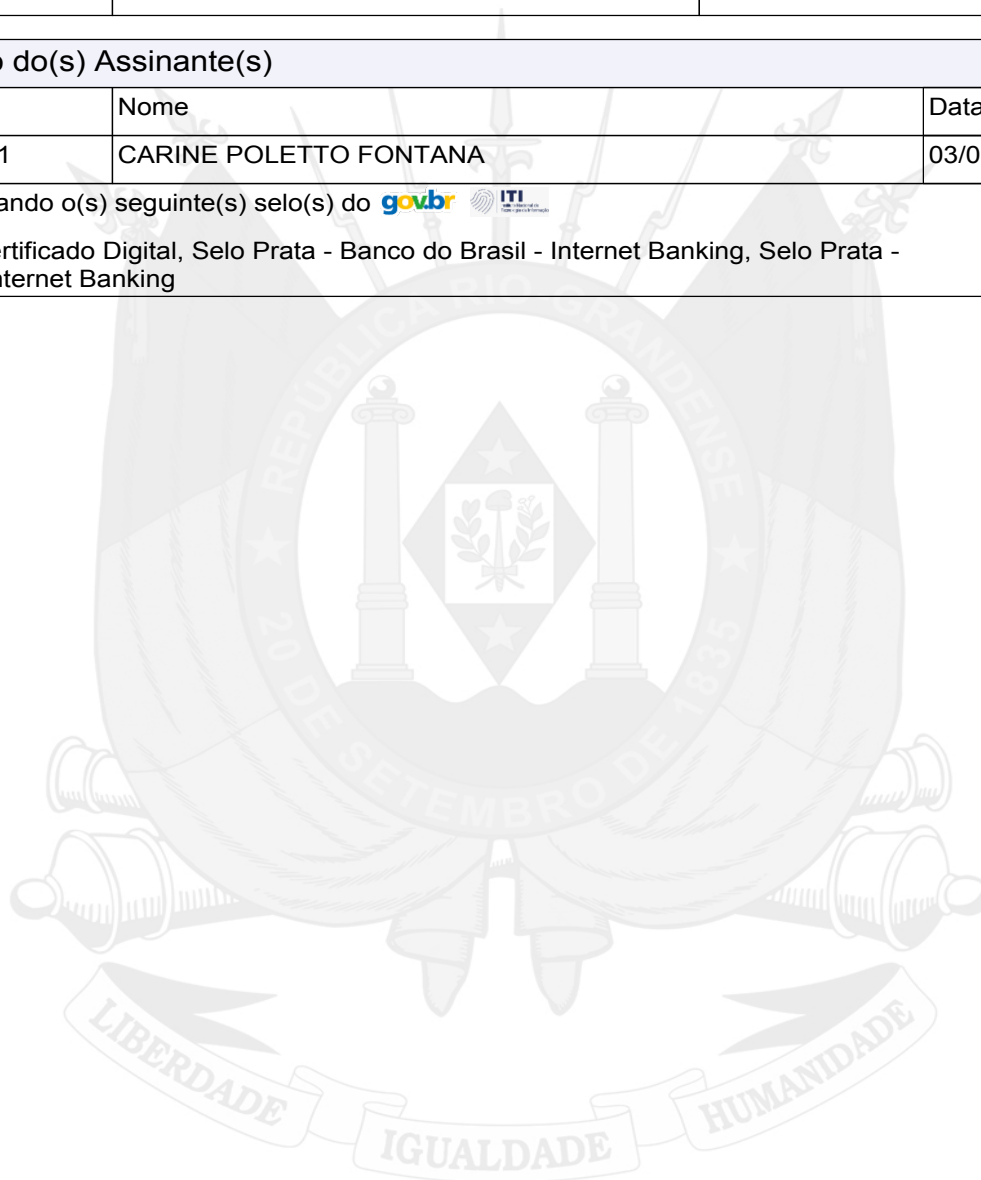 o do(s) Assinante(s)
Nome
Data
1
CARINE POLETTO FONTANA
03/0
ando o(s) seguinte(s) selo(s) do gov.br ITI
ertificado Digital, Selo Prata - Banco do Brasil - Internet Banking, Selo Prata -
nternet Banking
REPÚBLICA RIO GRANDENSE
20 DE SETEMBRO DE 1835
LIBERDADE
IGUALDADE
HUMANIDADE